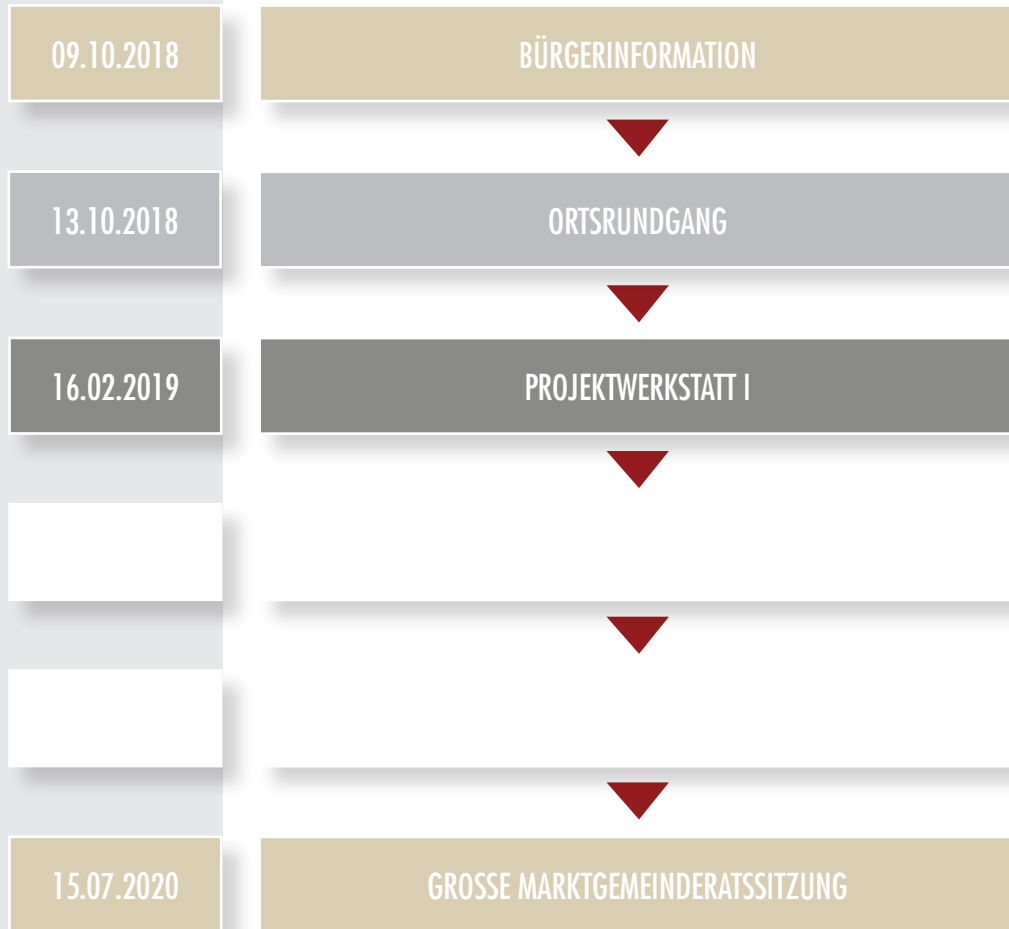 09.10.2018 BÜRGERINFORMATION
13.10.2018 ORTSRUNDGANG
16.02.2019 PROJEKTWERKSTATT I
15.07.2020 GROSSE MARKTGEMEINDERATSSITZUNG